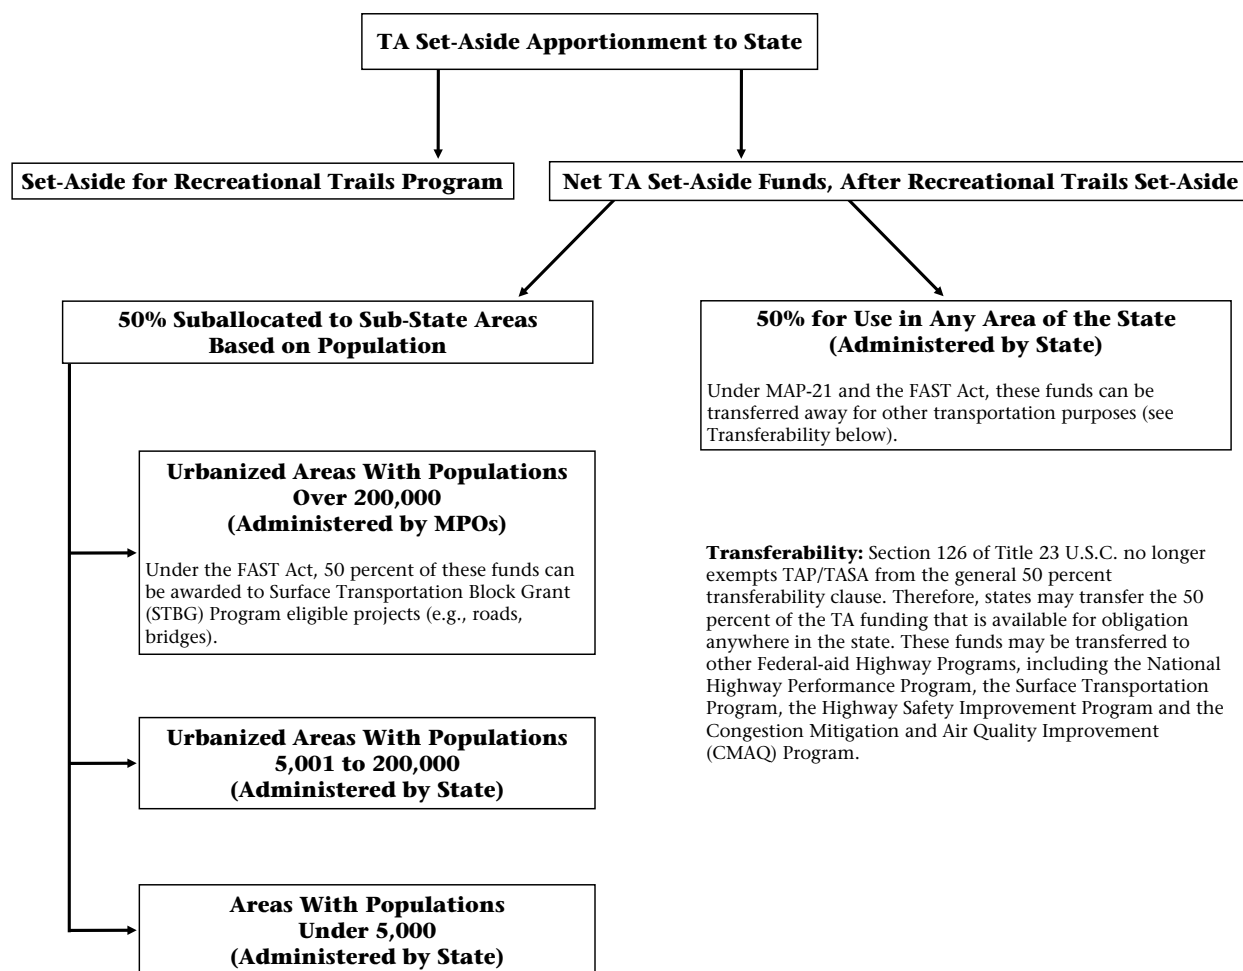 TA Set-Aside Apportionment to State
Set-Aside for Recreational Trails Program
Net TA Set-Aside Funds, After Recreational Trails Set-Aside
50% Suballocated to Sub-State Areas
Based on Population
50% for Use in Any Area of the State
(Administered by State)
Under MAP-21 and the FAST Act, these funds can be
transferred away for other transportation purposes (see
Transferability below).
Urbanized Areas With Populations
Over 200,000
(Administered by MPOs)
Under the FAST Act, 50 percent of these funds can
be awarded to Surface Transportation Block Grant
(STBG) Program eligible projects (e.g., roads,
bridges).
Transferability: Section 126 of Title 23 U.S.C. no longer
exempts TAP/TASA from the general 50 percent
transferability clause. Therefore, states may transfer the 50
percent of the TA funding that is available for obligation
anywhere in the state. These funds may be transferred to
other Federal-aid Highway Programs, including the National
Highway Performance Program, the Surface Transportation
Program, the Highway Safety Improvement Program and the
Congestion Mitigation and Air Quality Improvement
(CMAQ) Program.
Urbanized Areas With Populations
5,001 to 200,000
(Administered by State)
Areas With Populations
Under 5,000
(Administered by State)